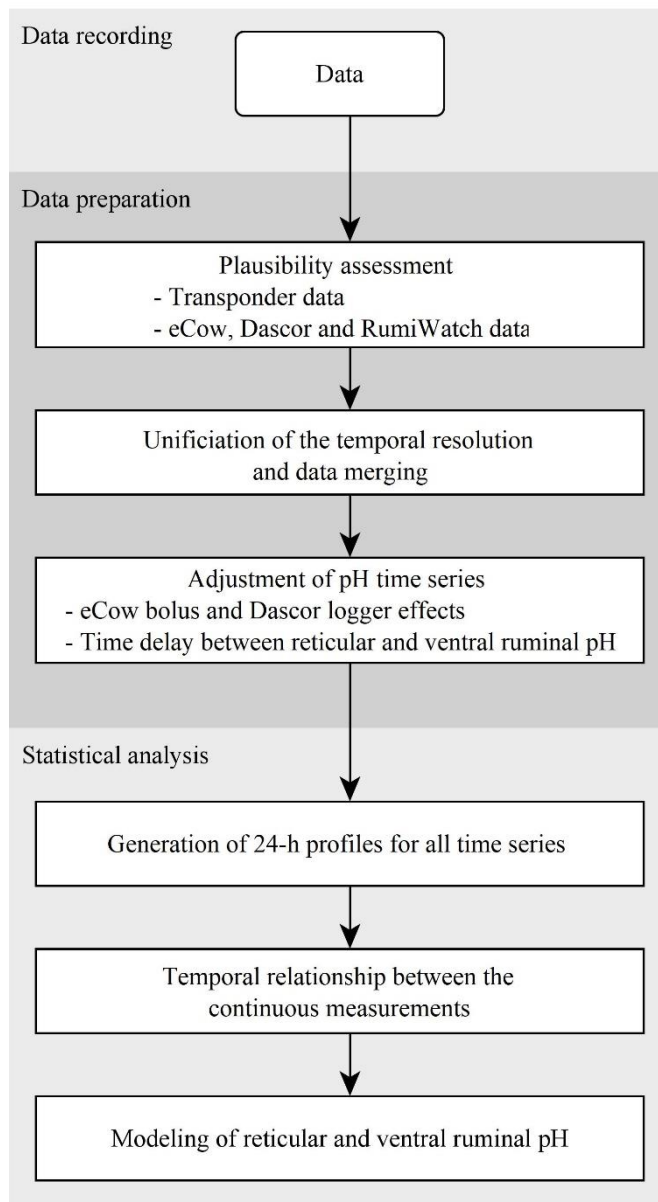 Data recording
Data
Data preparation
Plausibility assessment
- Transponder data
- eCow, Dascor and RumiWatch data
Unificiation of the temporal resolution
and data merging
Adjustment of pH time series
- eCow bolus and Dascor logger effects
- Time delay between reticular and ventral ruminal pH
Statistical analysis
Generation of 24-h profiles for all time series
Temporal relationship between the
continuous measurements
Modeling of reticular and ventral ruminal pH